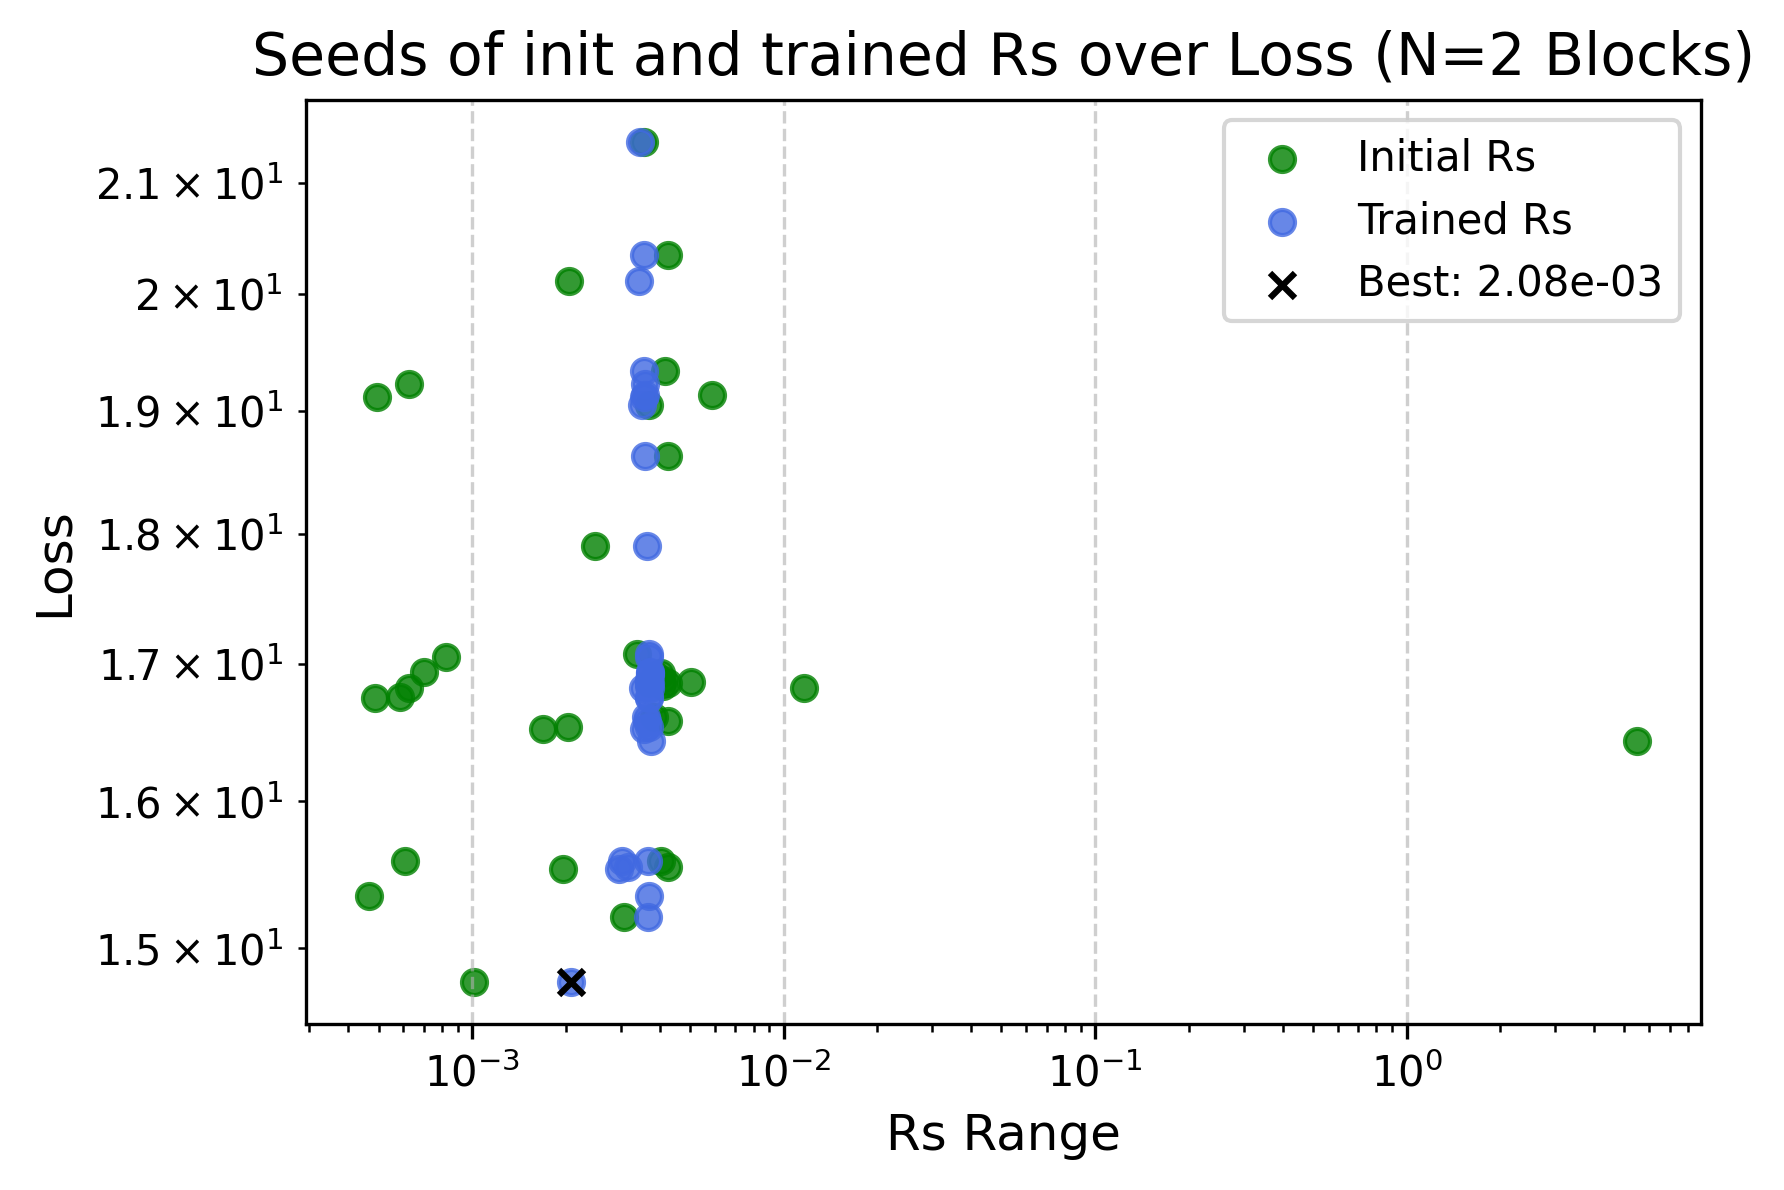 Seeds of init and trained Rs over Loss (N=2 Blocks)
Initial Rs
Trained Rs
Best: 2.08e-03
2.1 × 10¹
2 × 10¹
1.9 × 10¹
1.8 × 10¹
1.7 × 10¹
1.6 × 10¹
1.5 × 10¹
Loss
10⁻³ 10⁻² 10⁻¹ 10⁰
Rs Range